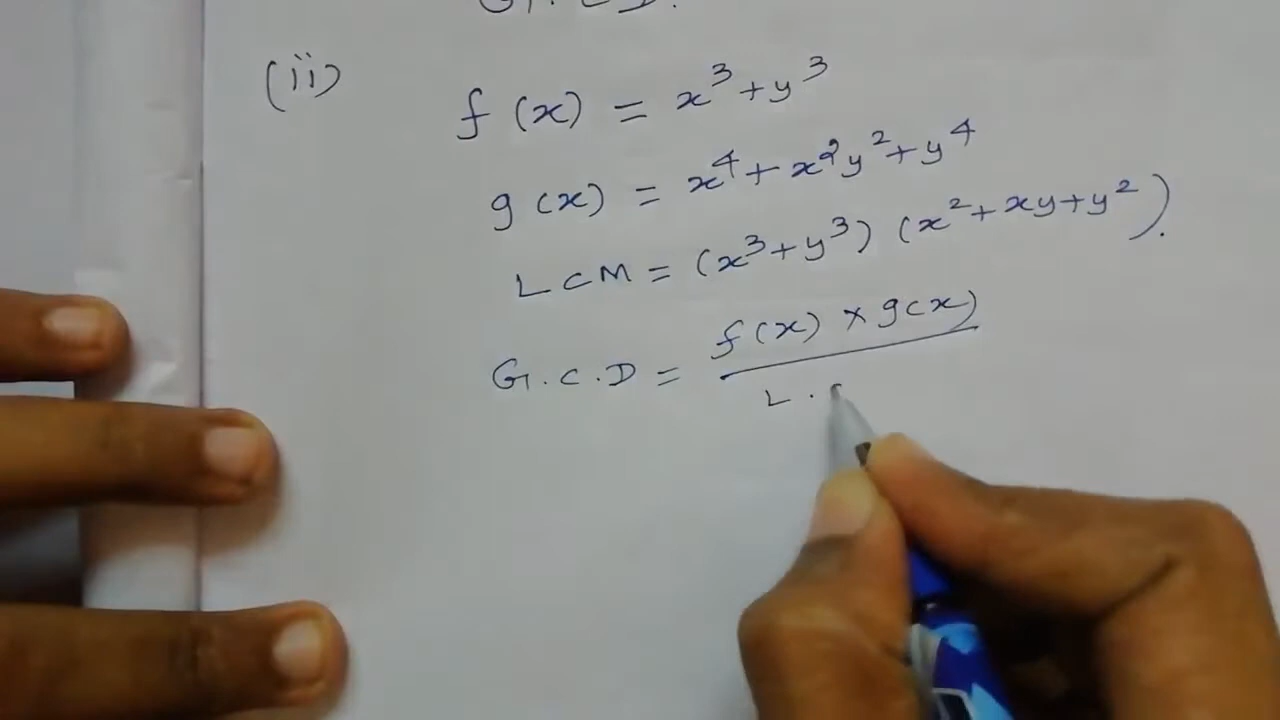 (ii) f(x) = x³+y³
g(x) = x⁴+x²y²+y⁴
LCM = (x³+y³) (x²+xy+y²).
G.C.D = f(x) × g(x)
L.